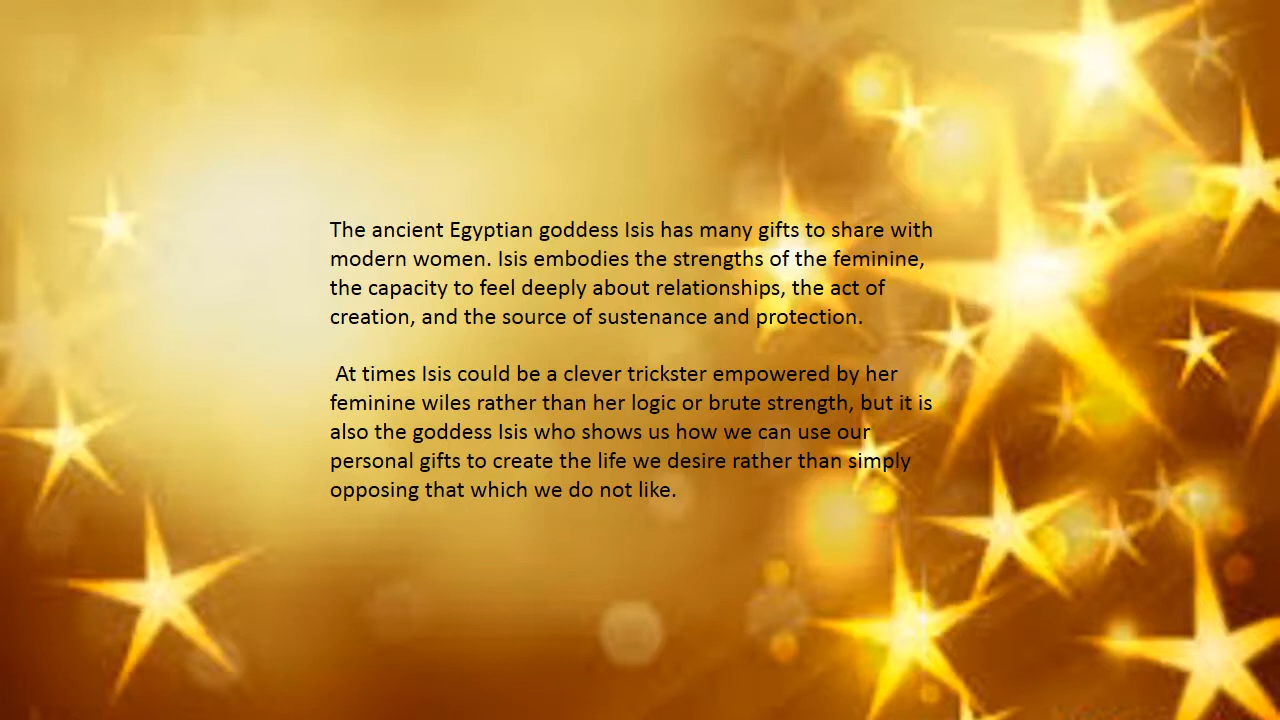 The ancient Egyptian goddess Isis has many gifts to share with
modern women. Isis embodies the strengths of the feminine,
the capacity to feel deeply about relationships, the act of
creation, and the source of sustenance and protection.
At times Isis could be a clever trickster empowered by her
feminine wiles rather than her logic or brute strength, but it is
also the goddess Isis who shows us how we can use our
personal gifts to create the life we desire rather than simply
opposing that which we do not like.